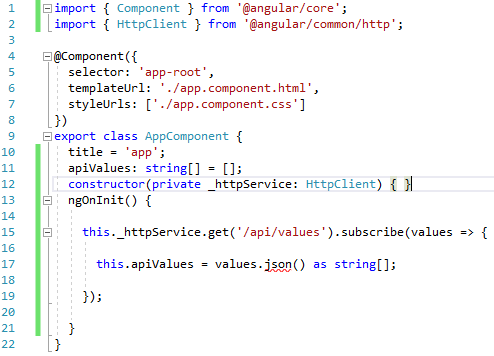 1 import { Component } from '@angular/core';
2 import { HttpClient } from '@angular/common/http';
3
4 @Component({
5   selector: 'app-root',
6   templateUrl: './app.component.html',
7   styleUrls: ['./app.component.css']
8 })
9 export class AppComponent {
10   title = 'app';
11   apiValues: string[] = [];
12   constructor(private _httpService: HttpClient) { }
13   ngOnInit() {
14
15     this._httpService.get('/api/values').subscribe(values => {
16
17       this.apiValues = values.json() as string[];
18
19     });
20
21   }
22 }